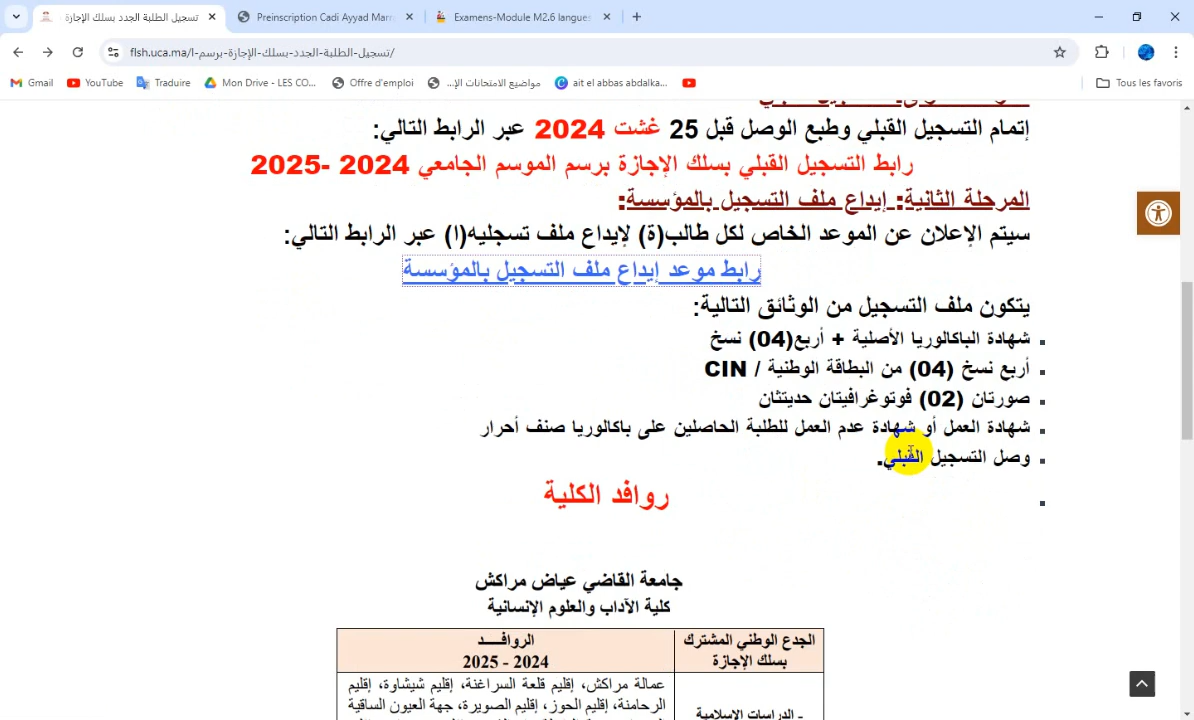 تسجيل الطلبة الجدد بسلك الإجازة
Preinscription Cadi Ayyad Marr
Examens-Module M2.6 langues
flsh.uca.ma/تسجيل-الطلبة-الجدد-بسلك-الإجازة-برسم-ا/
Gmail
YouTube
Traduire
Mon Drive - LES CO...
Offre d'emploi
مواضيع الامتحانات الإ...
ait el abbas abdalka...
Tous les favoris
إتمام التسجيل القبلي وطبع الوصل قبل 25 غشت 2024 عبر الرابط التالي:
رابط التسجيل القبلي بسلك الإجازة برسم الموسم الجامعي 2024 -2025
المرحلة الثانية: إيداع ملف التسجيل بالمؤسسة:
سيتم الإعلان عن الموعد الخاص لكل طالب(ة) لإيداع ملف تسجليه(ا) عبر الرابط التالي:
رابط موعد إيداع ملف التسجيل بالمؤسسة
يتكون ملف التسجيل من الوثائق التالية:
شهادة الباكالوريا الأصلية + أربع(04) نسخ
أربع نسخ (04) من البطاقة الوطنية / CIN
صورتان (02) فوتوغرافيتان حديتثان
شهادة العمل أو شهادة عدم العمل للطلبة الحاصلين على باكالوريا صنف أحرار
وصل التسجيل القبلي.
روافد الكلية
جامعة القاضي عياض مراكش
كلية الآداب والعلوم الإنسانية
الجدع الوطني المشترك
بسلك الإجازة
الروافـــد
2024 - 2025
عمالة مراكش، إقليم قلعة السراغنة، إقليم شيشاوة، إقليم
الرحامنة، إقليم الحوز، إقليم الصويرة، جهة العيون الساقية
- الدراسات الإسلامية